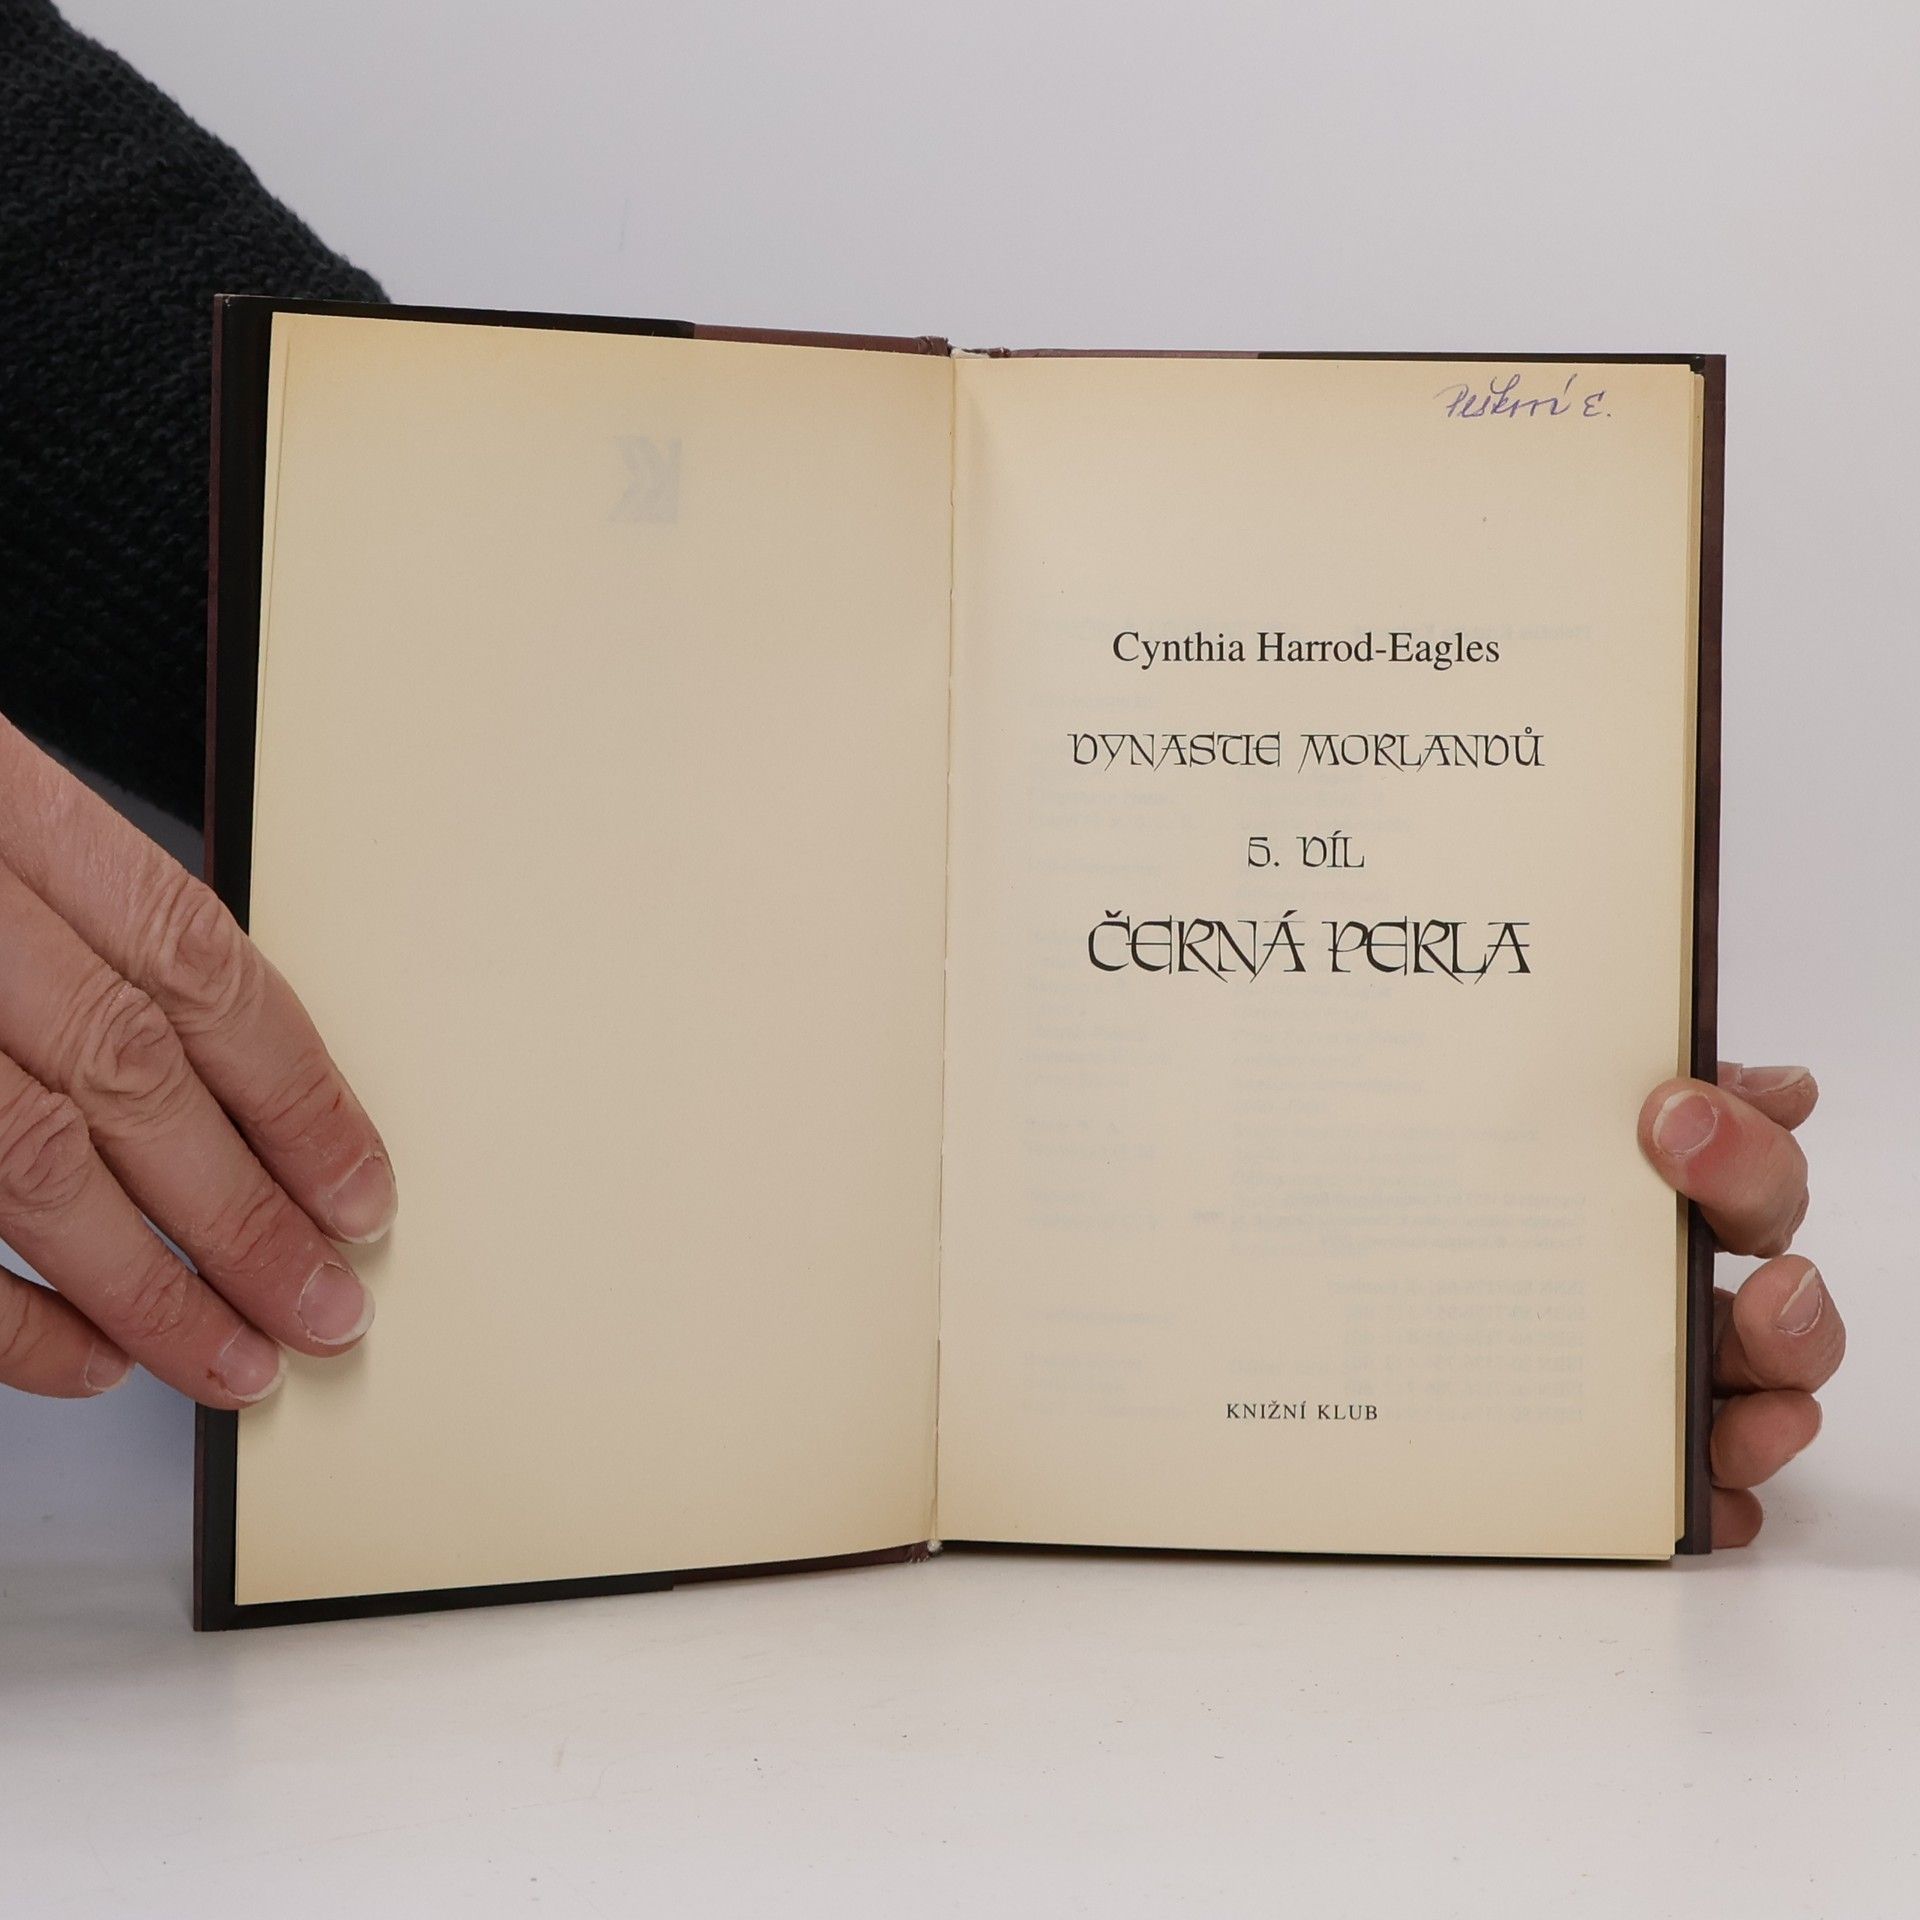 Cynthia Harrod-Eagles
DYNASTIE MORLANDŮ
5. DÍL
ČERNÁ PERLA
KNIŽNÍ KLUB